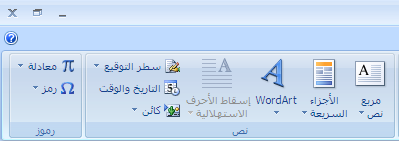 مربع
نص
الأجزاء
السريعة
WordArt
إسقاط الأحرف
الاستهلالية
سطر التوقيع
التاريخ والوقت
كائن
نص
π معادلة
Ω رمز
رموز